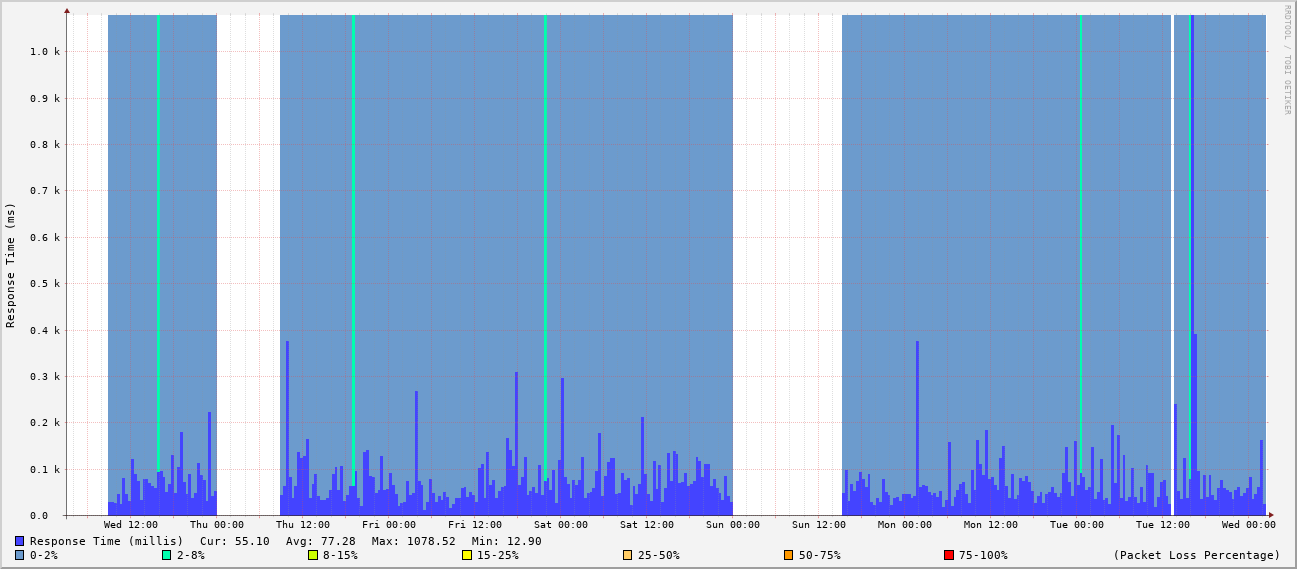 RRDTOOL / TOBI OETIKER
Response Time (ms)
1.0 k
0.9 k
0.8 k
0.7 k
0.6 k
0.5 k
0.4 k
0.3 k
0.2 k
0.1 k
0.0
Wed 12:00 Thu 00:00 Thu 12:00 Fri 00:00 Fri 12:00 Sat 00:00 Sat 12:00 Sun 00:00 Sun 12:00 Mon 00:00 Mon 12:00 Tue 00:00 Tue 12:00 Wed 00:00
Response Time (millis) Cur: 55.10 Avg: 77.28 Max: 1078.52 Min: 12.90
0-2% 2-8% 8-15% 15-25% 25-50% 50-75% 75-100% (Packet Loss Percentage)